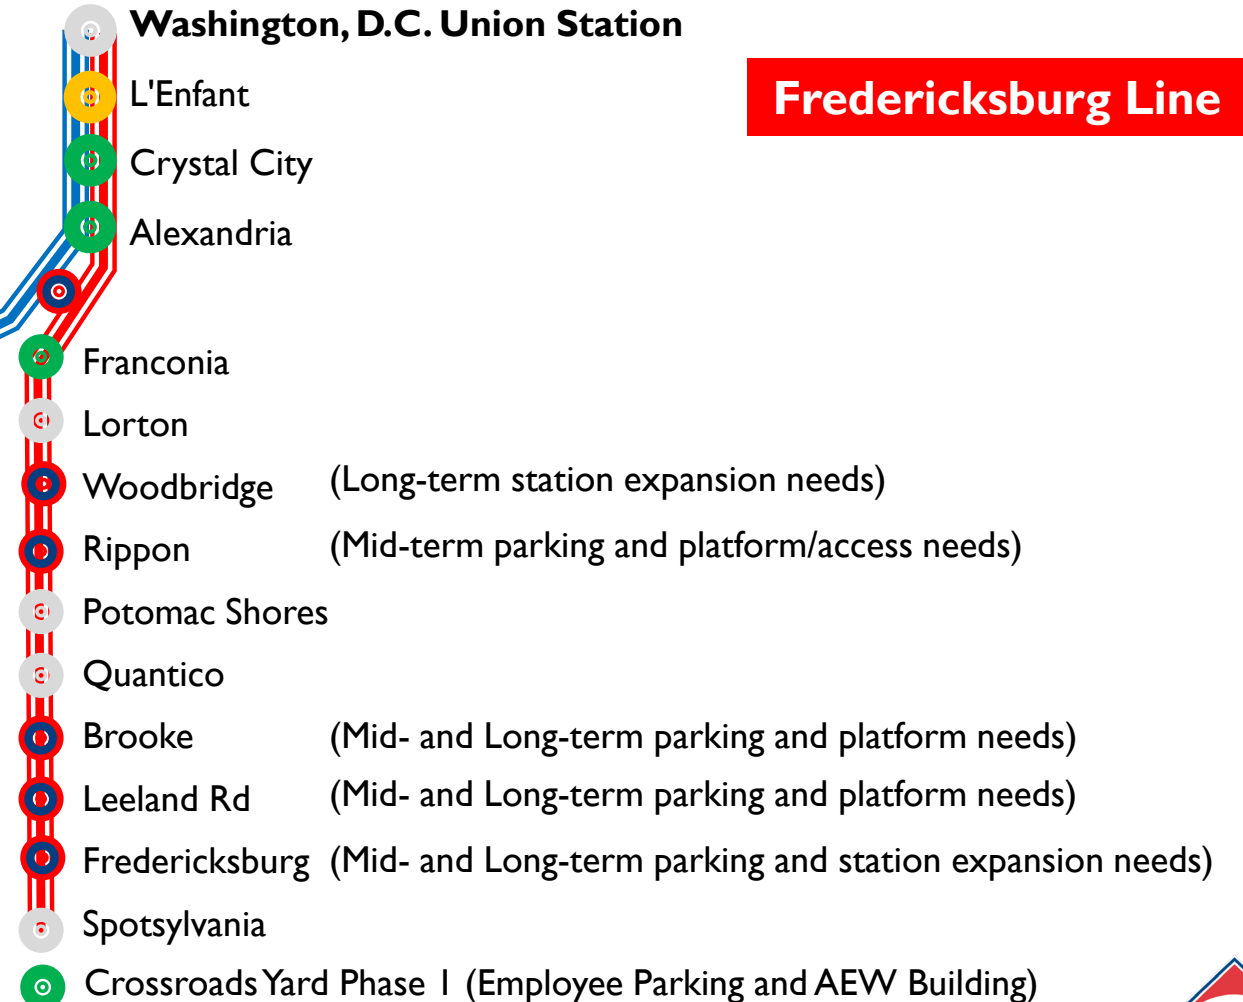 Washington, D.C. Union Station
L'Enfant
Fredericksburg Line
Crystal City
Alexandria
Franconia
Lorton
Woodbridge (Long-term station expansion needs)
Rippon (Mid-term parking and platform/access needs)
Potomac Shores
Quantico
Brooke (Mid- and Long-term parking and platform needs)
Leeland Rd (Mid- and Long-term parking and platform needs)
Fredericksburg (Mid- and Long-term parking and station expansion needs)
Spotsylvania
Crossroads Yard Phase 1 (Employee Parking and AEW Building)